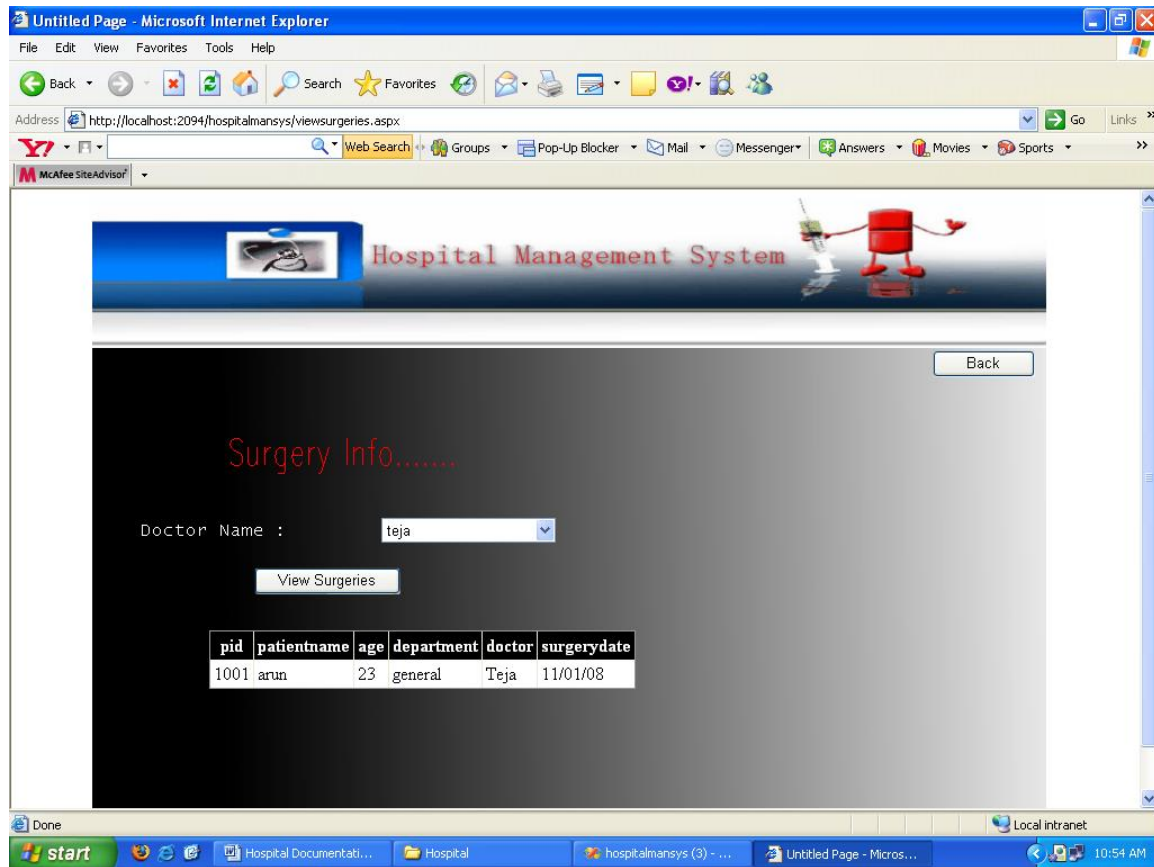 Untitled Page - Microsoft Internet Explorer
File Edit View Favorites Tools Help
Back Search Favorites
Address http://localhost:2094/hospitalmansys/viewsurgeries.aspx Go Links »
Y! Web Search Groups Pop-Up Blocker Mail Messenger Answers Movies Sports »
McAfee SiteAdvisor
Hospital Management System
Back
Surgery Info.......
Doctor Name : teja
View Surgeries
pid patientname age department doctor surgerydate
1001 arun 23 general Teja 11/01/08
Done Local intranet
start Hospital Documentati... Hospital hospitalmansys (3) - ... Untitled Page - Micros... 10:54 AM